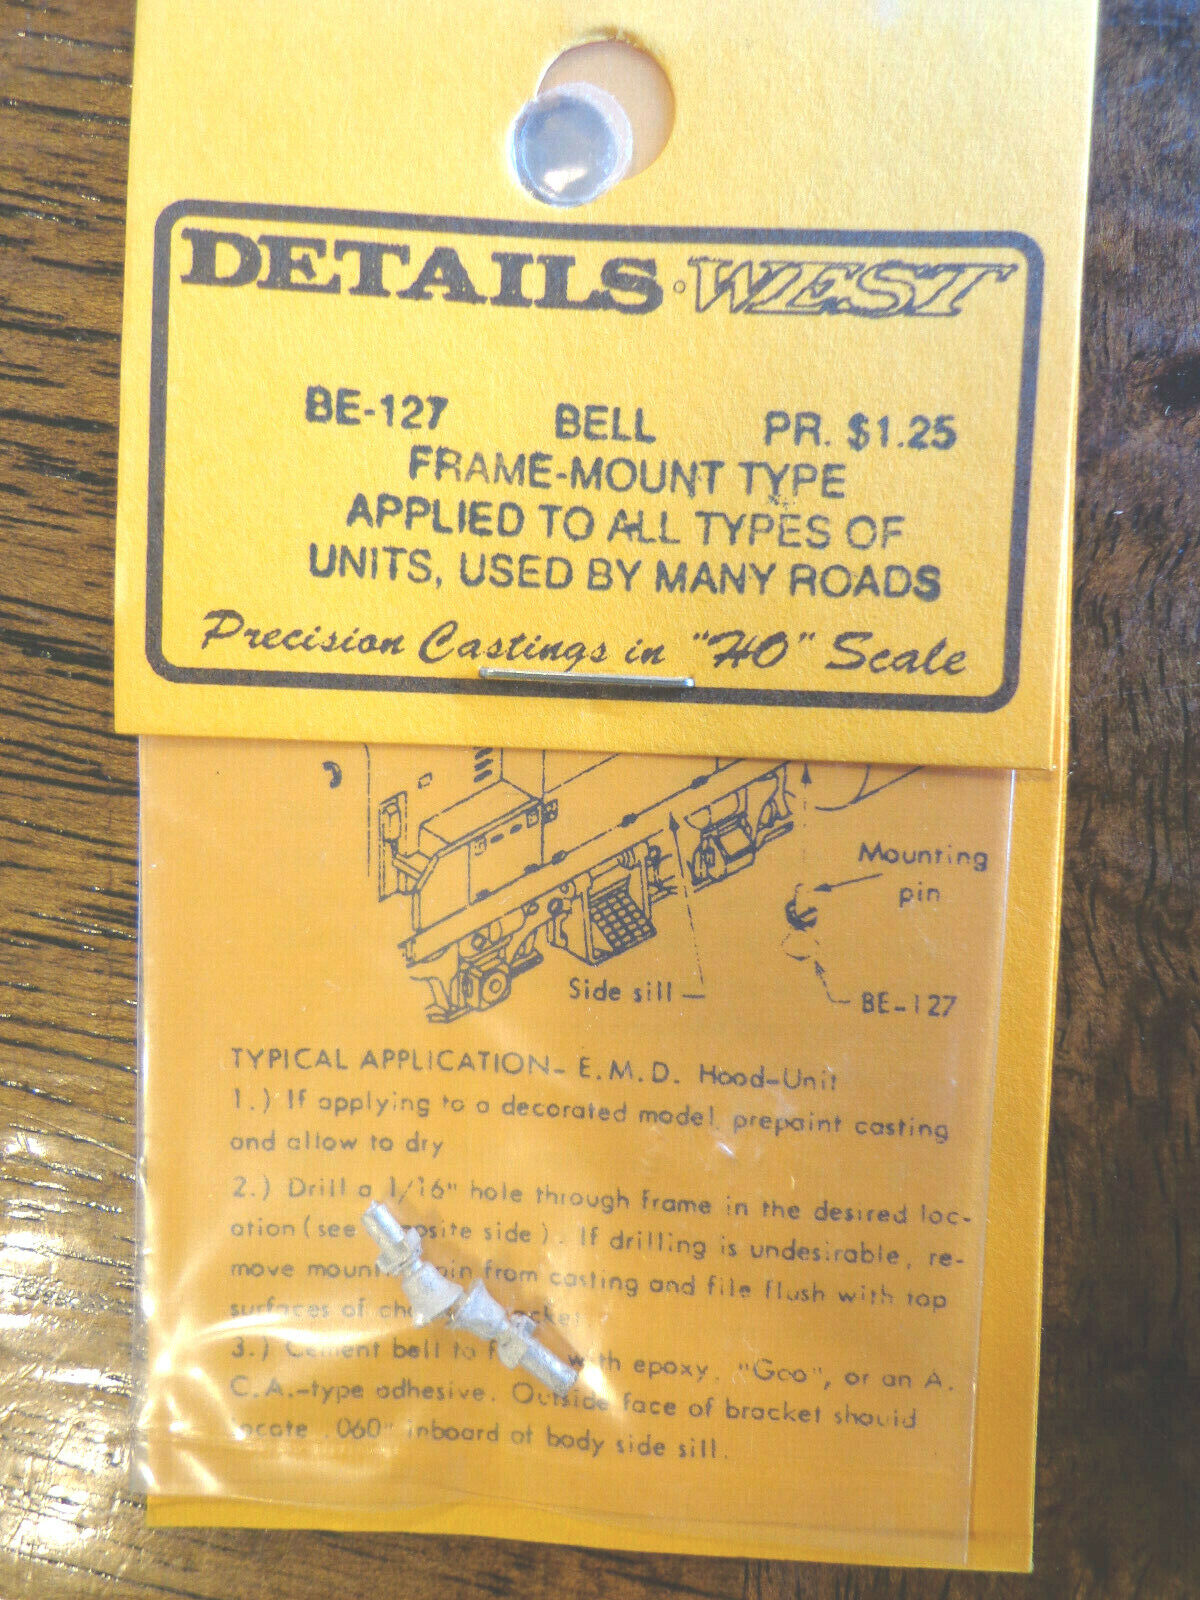 DETAILS WEST
BE-127 BELL PR. $1.25
FRAME-MOUNT TYPE
APPLIED TO ALL TYPES OF
UNITS, USED BY MANY ROADS
Precision Castings in "HO" Scale
Mounting
pin
Side sill
BE-127
TYPICAL APPLICATION- E.M.D. Hood-Unit
1.) If applying to a decorated model, prepaint casting
and allow to dry
2.) Drill a 1/16" hole through frame in the desired loc-
ation (see opposite side). If drilling is undesirable, re-
move mounting pin from casting and file flush with top
surfaces of bracket.
3.) Cement bell to with epoxy, "Goo", or an A.
C.A.-type adhesive. Outside face of bracket should
locate .060" inboard of body side sill.